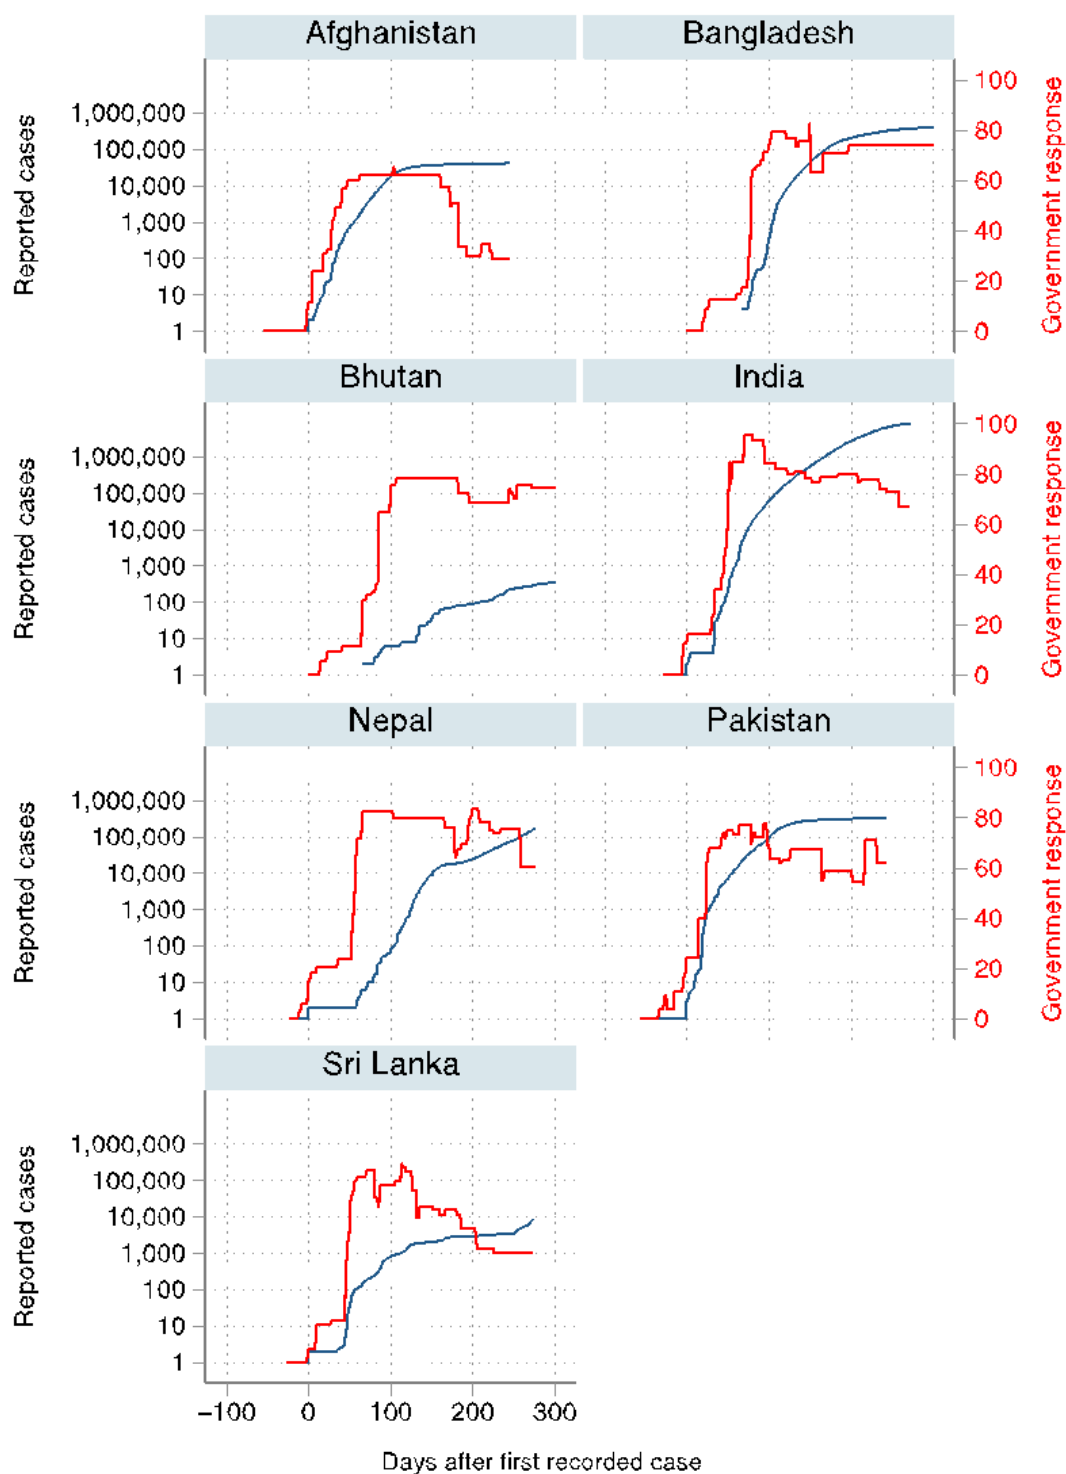 Afghanistan
Bangladesh
Reported cases
1,000,000
100,000
10,000
1,000
100
10
1
100
80
60
40
20
0
Government response
Bhutan
India
Reported cases
1,000,000
100,000
10,000
1,000
100
10
1
100
80
60
40
20
0
Government response
Nepal
Pakistan
Reported cases
1,000,000
100,000
10,000
1,000
100
10
1
100
80
60
40
20
0
Government response
Sri Lanka
Reported cases
1,000,000
100,000
10,000
1,000
100
10
1
−100 0 100 200 300
Days after first recorded case